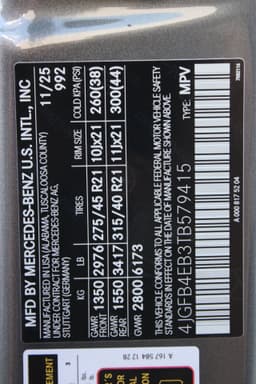 MFD BY MERCEDES-BENZ U.S. INTL., INC
11/25
992
MANUFACTURED IN USA (ALABAMA, TUSCALOOSA COUNTY)
UNDER CONTRACT FOR MERCEDES-BENZ AG,
STUTTGART (GERMANY)
KG LB TIRES RIM SIZE COLD KPA(PSI)
GAWR FRONT 1350 2976 275/45 R21 10Jx21 260(38)
GAWR REAR 1550 3417 315/40 R21 11Jx21 300(44)
GVWR 2800 6173
THIS VEHICLE CONFORMS TO ALL APPLICABLE FEDERAL MOTOR VEHICLE SAFETY
STANDARDS IN EFFECT ON THE DATE OF MANUFACTURE SHOWN ABOVE.
4JGFB4EB3TB579415 TYPE: MPV
A 000 817 52 04
A 167 584 12 28
3